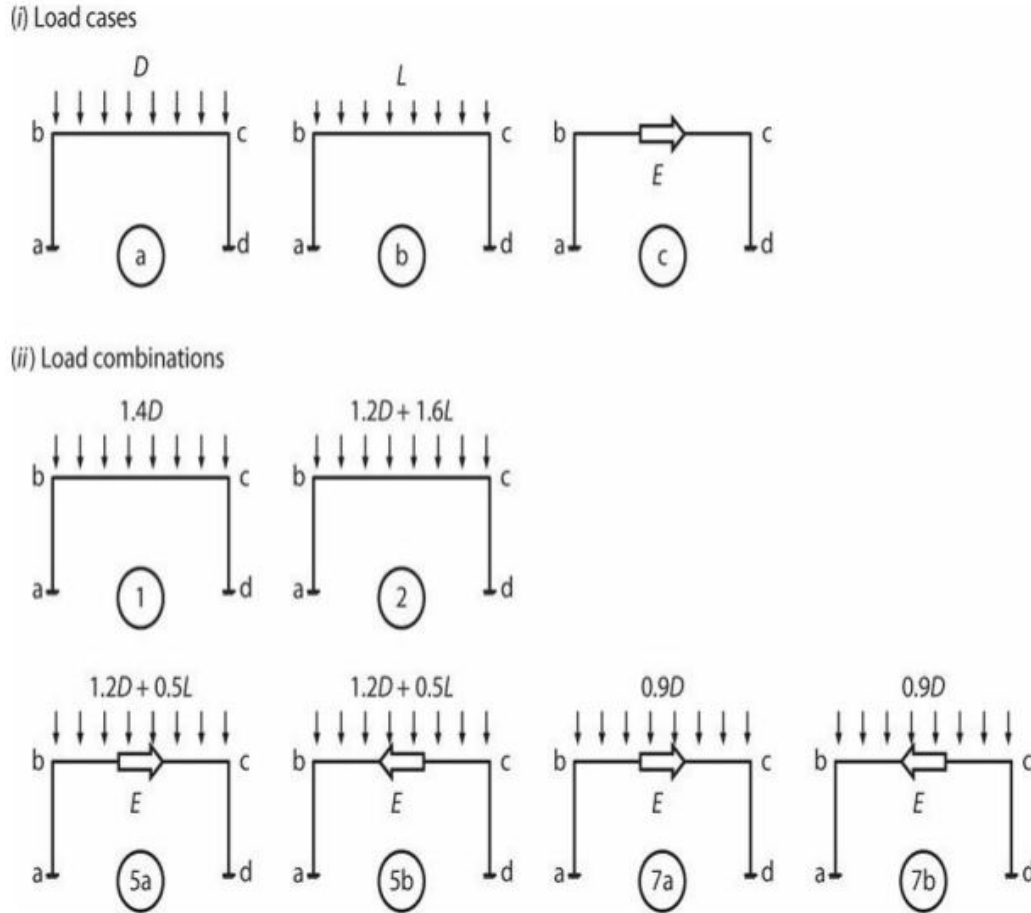 (i) Load cases
D L
b c b c b c
E
a d a d a d
a b c
(ii) Load combinations
1.4D 1.2D + 1.6L
b c b c
a d a d
1 2
1.2D + 0.5L 1.2D + 0.5L 0.9D 0.9D
b c b c b c b c
E E E E
a d a d a d a d
5a 5b 7a 7b